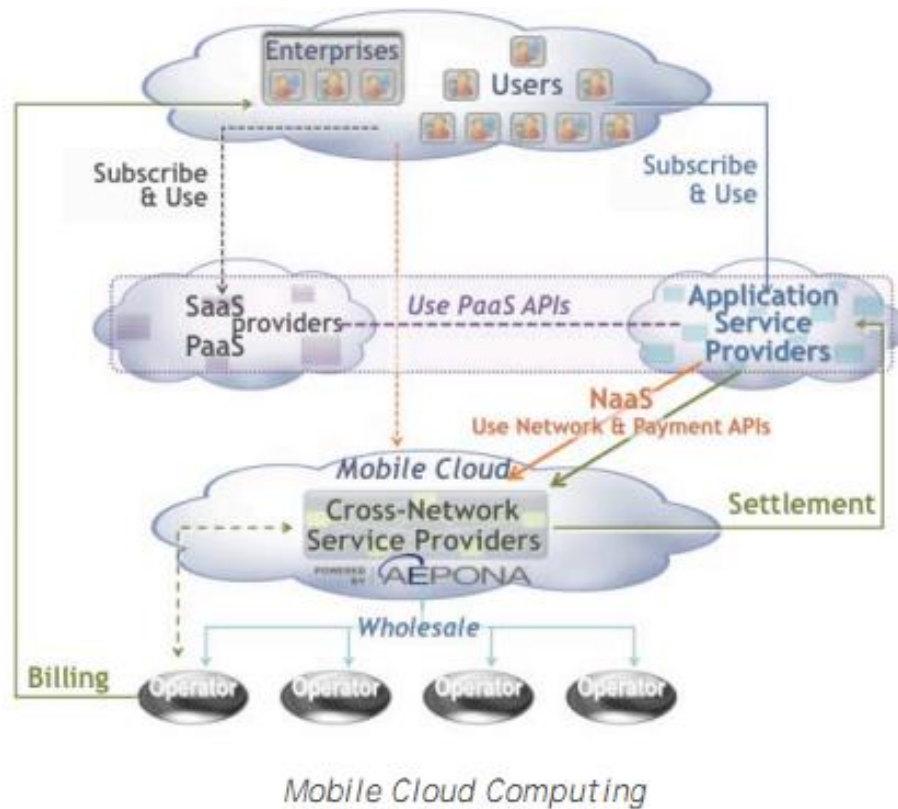 Enterprises
Users
Subscribe
& Use
Subscribe
& Use
SaaS
providers
PaaS
Use PaaS APIs
Application
Service
Providers
NaaS
Use Network & Payment APIs
Mobile Cloud
Cross-Network
Service Providers
POWERED
BY
AEPONA
Settlement
Wholesale
Billing
Operator
Operator
Operator
Operator
Mobile Cloud Computing